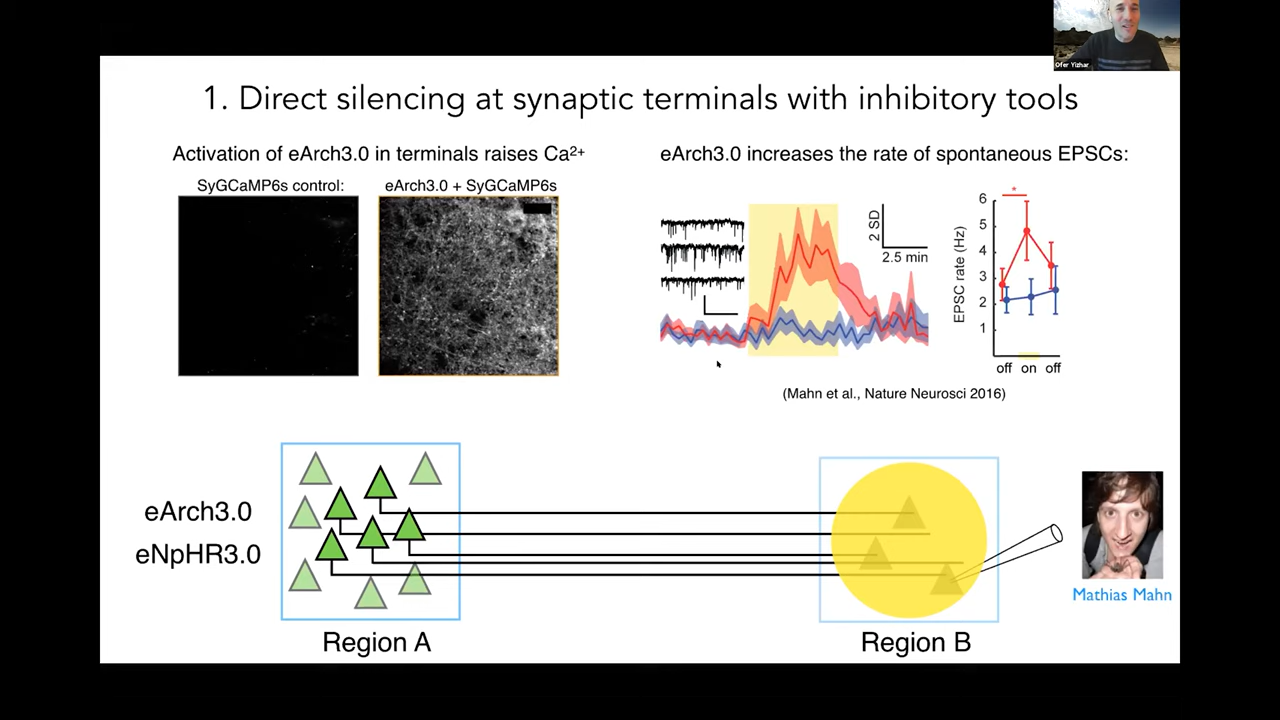 Ofer Yizhar
1. Direct silencing at synaptic terminals with inhibitory tools
Activation of eArch3.0 in terminals raises Ca²⁺
eArch3.0 increases the rate of spontaneous EPSCs:
SyGCaMP6s control:
eArch3.0 + SyGCaMP6s
2 SD
2.5 min
EPSC rate (Hz)
6
5
4
3
2
1
*
off on off
(Mahn et al., Nature Neurosci 2016)
eArch3.0
eNpHR3.0
Mathias Mahn
Region A
Region B